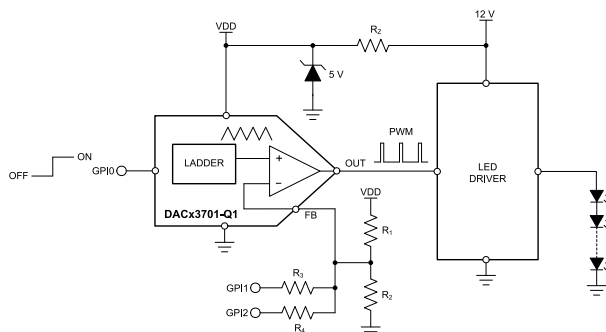 VDD
12 V
R2
5 V
PWM
ON
OFF
GPI0
LADDER
+
–
OUT
LED
DRIVER
DACx3701-Q1
FB
VDD
R1
GPI1
R3
R2
GPI2
R4